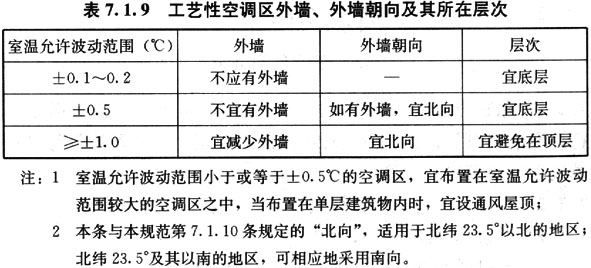 表 7.1.9 工艺性空调区外墙、外墙朝向及其所在层次
室温允许波动范围(℃) 外墙 外墙朝向 层次
±0.1～0.2 不应有外墙 — 宜底层
±0.5 不宜有外墙 如有外墙，宜北向 宜底层
≥±1.0 宜减少外墙 宜北向 宜避免在顶层
注：1 室温允许波动范围小于或等于±0.5℃的空调区，宜布置在室温允许波动
范围较大的空调区之中，当布置在单层建筑物内时，宜设通风屋顶；
2 本条与本规范第 7.1.10 条规定的“北向”，适用于北纬 23.5°以北的地区；
北纬 23.5°及其以南的地区，可相应地采用南向。